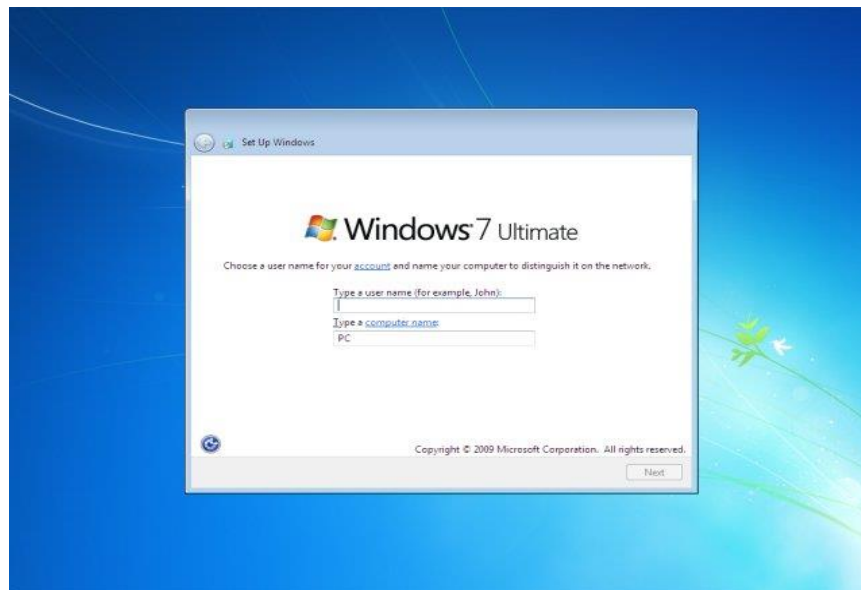 Set Up Windows
Windows 7 Ultimate
Choose a user name for your account and name your computer to distinguish it on the network.
Type a user name (for example, John):
Type a computer name:
PC
Copyright © 2009 Microsoft Corporation. All rights reserved.
Next